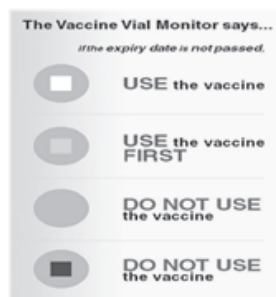 The Vaccine Vial Monitor says...
if the expiry date is not passed.
USE the vaccine
USE the vaccine
FIRST
DO NOT USE
the vaccine
DO NOT USE
the vaccine